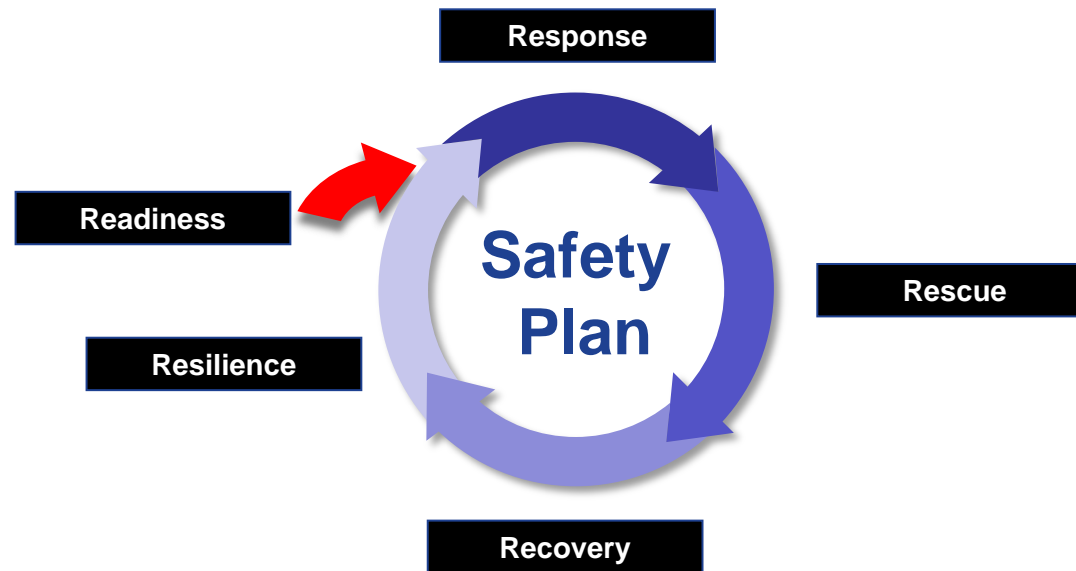 Response
Readiness
Safety
Plan
Rescue
Resilience
Recovery